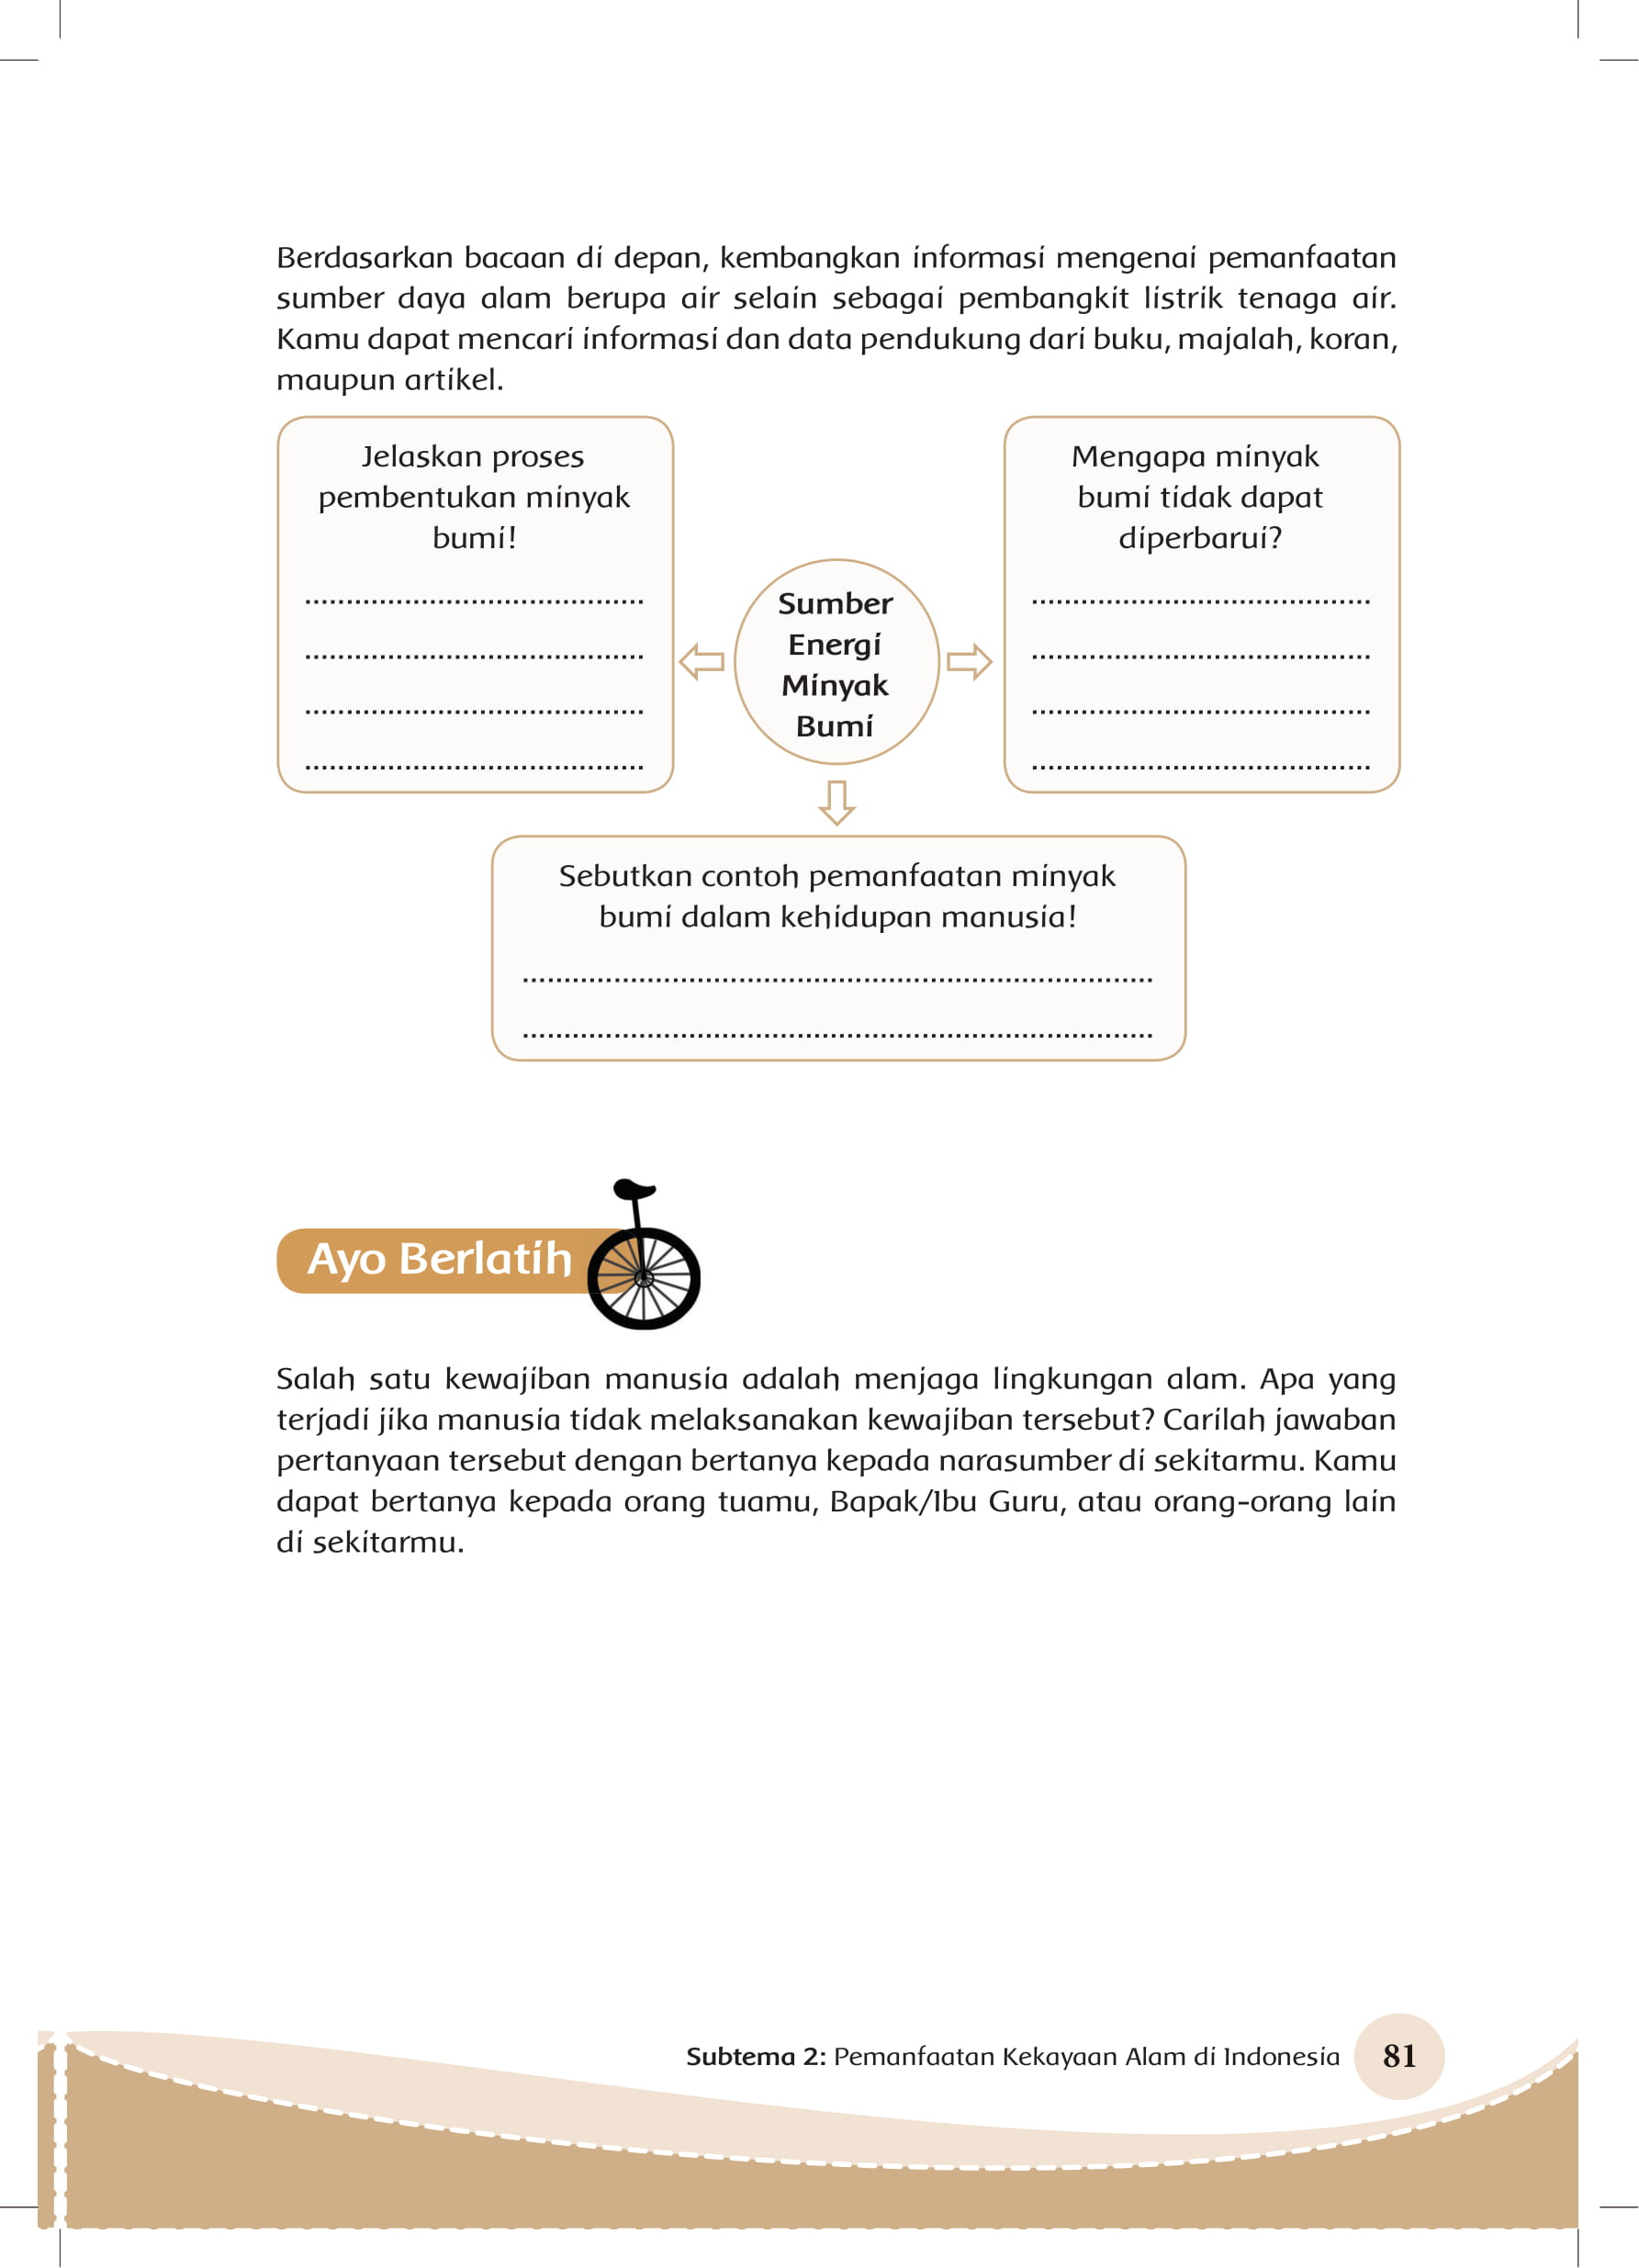 Berdasarkan bacaan di depan, kembangkan informasi mengenai pemanfaatan
sumber daya alam berupa air selain sebagai pembangkit listrik tenaga air.
Kamu dapat mencari informasi dan data pendukung dari buku, majalah, koran,
maupun artikel.
Jelaskan proses
pembentukan minyak
bumi!
.........................................
.........................................
.........................................
.........................................
Sumber
Energi
Minyak
Bumi
Mengapa minyak
bumi tidak dapat
diperbarui?
.........................................
.........................................
.........................................
.........................................
Sebutkan contoh pemanfaatan minyak
bumi dalam kehidupan manusia!
............................................................................
............................................................................
Ayo Berlatih
Salah satu kewajiban manusia adalah menjaga lingkungan alam. Apa yang
terjadi jika manusia tidak melaksanakan kewajiban tersebut? Carilah jawaban
pertanyaan tersebut dengan bertanya kepada narasumber di sekitarmu. Kamu
dapat bertanya kepada orang tuamu, Bapak/Ibu Guru, atau orang-orang lain
di sekitarmu.
Subtema 2: Pemanfaatan Kekayaan Alam di Indonesia 81